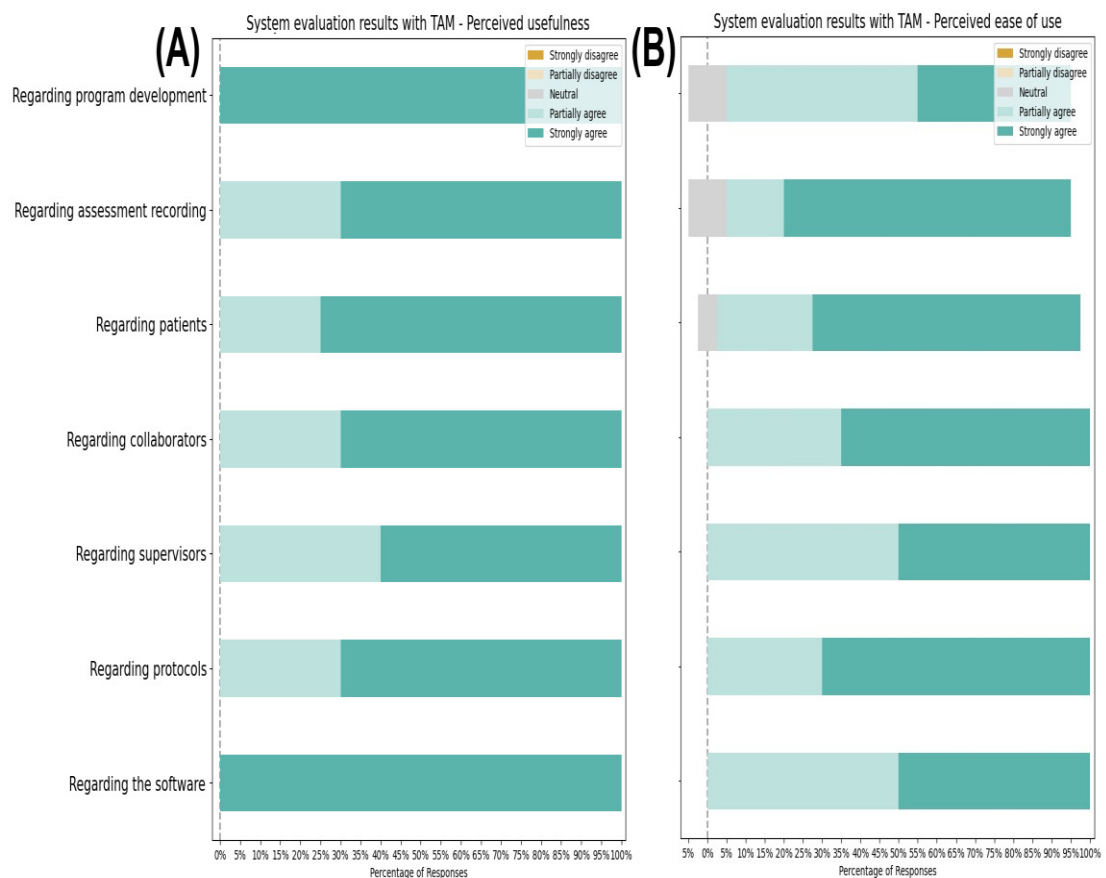 System evaluation results with TAM - Perceived usefulness
(A)
Strongly disagree
Partially disagree
Neutral
Partially agree
Strongly agree
Regarding program development
Regarding assessment recording
Regarding patients
Regarding collaborators
Regarding supervisors
Regarding protocols
Regarding the software
0% 5% 10% 15% 20% 25% 30% 35% 40% 45% 50% 55% 60% 65% 70% 75% 80% 85% 90% 95% 100%
Percentage of Responses
System evaluation results with TAM - Perceived ease of use
(B)
Strongly disagree
Partially disagree
Neutral
Partially agree
Strongly agree
5% 0% 5% 10% 15% 20% 25% 30% 35% 40% 45% 50% 55% 60% 65% 70% 75% 80% 85% 90% 95% 100%
Percentage of Responses